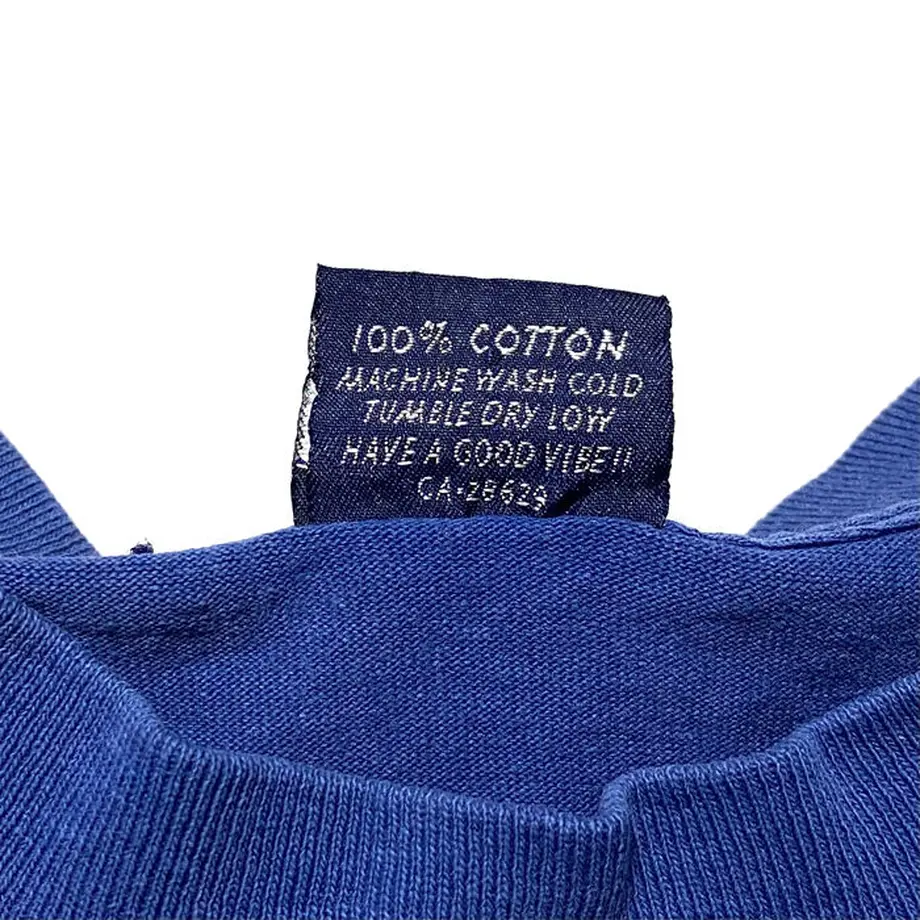 100% COTTON
MACHINE WASH COLD
TUMBLE DRY LOW
HAVE A GOOD VIBE!!
CA·28629